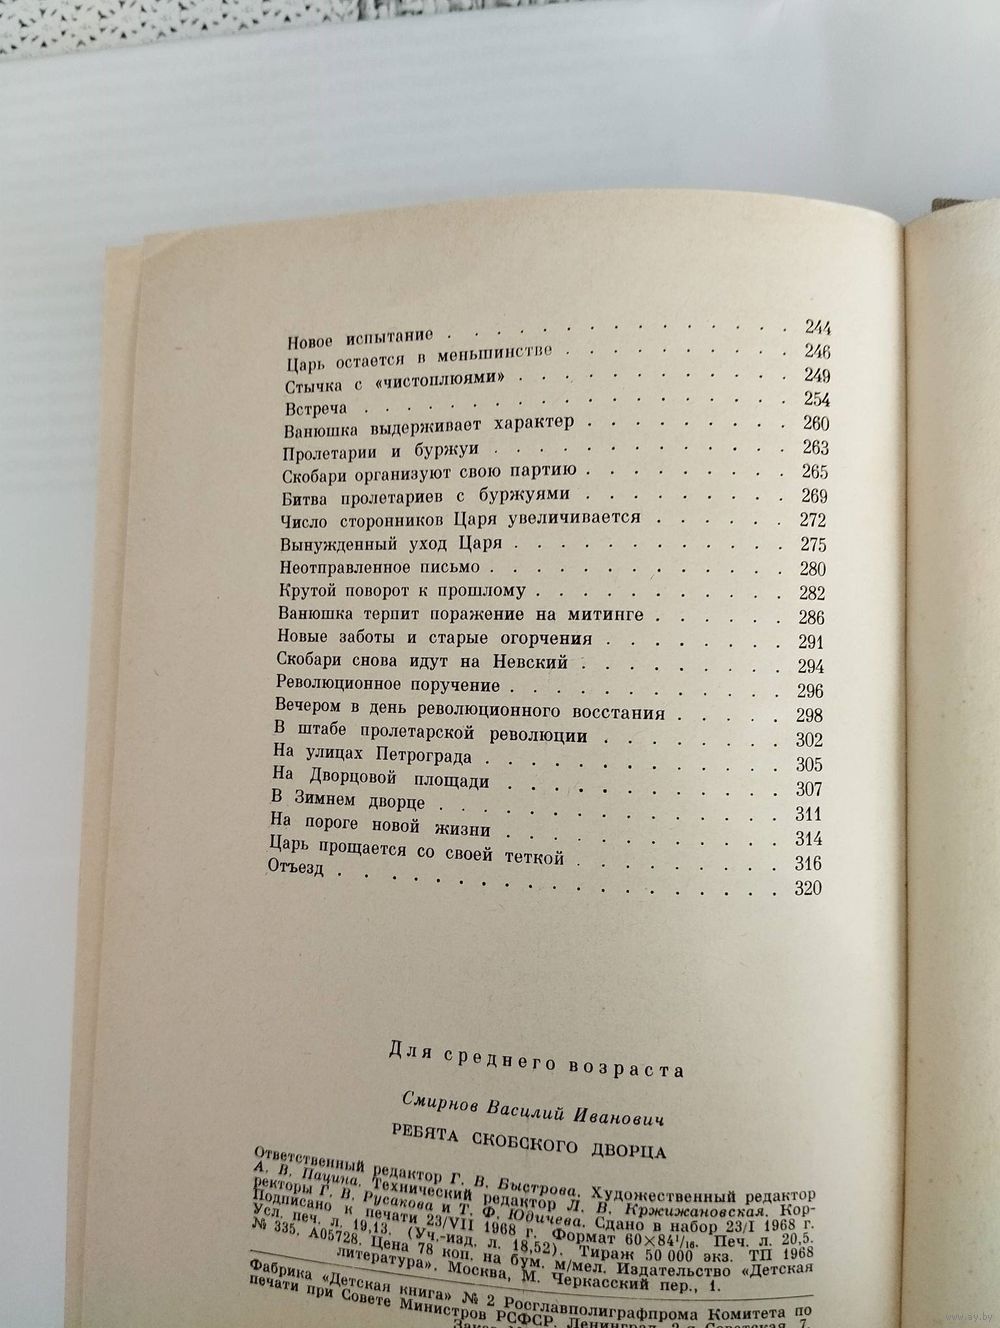 Новое испытание . . . . . . . . . . . . . . 244
Царь остается в меньшинстве . . . . . . . . . . 246
Стычка с «чистоплюями» . . . . . . . . . . . . 249
Встреча . . . . . . . . . . . . . . . . . . 254
Ванюшка выдерживает характер . . . . . . . . . 260
Пролетарии и буржуи . . . . . . . . . . . . . 263
Скобари организуют свою партию . . . . . . . . . 265
Битва пролетариев с буржуями . . . . . . . . . 269
Число сторонников Царя увеличивается . . . . . . 272
Вынужденный уход Царя . . . . . . . . . . . . 275
Неотправленное письмо . . . . . . . . . . . . . 280
Крутой поворот к прошлому . . . . . . . . . . . 282
Ванюшка терпит поражение на митинге . . . . . . 286
Новые заботы и старые огорчения . . . . . . . . 291
Скобари снова идут на Невский . . . . . . . . . 294
Революционное поручение . . . . . . . . . . . . 296
Вечером в день революционного восстания . . . . . 298
В штабе пролетарской революции . . . . . . . . 302
На улицах Петрограда . . . . . . . . . . . . . 305
На Дворцовой площади . . . . . . . . . . . . 307
В Зимнем дворце . . . . . . . . . . . . . . 311
На пороге новой жизни . . . . . . . . . . . . 314
Царь прощается со своей теткой . . . . . . . . . 316
Отъезд . . . . . . . . . . . . . . . . . . 320
Для среднего возраста
Смирнов Василий Иванович
РЕБЯТА СКОБСКОГО ДВОРЦА
Ответственный редактор Г. В. Быстрова. Художественный редактор
А. В. Пацина. Технический редактор Л. В. Кржижановская. Кор-
ректоры Г. В. Русакова и Т. Ф. Юдичева. Сдано в набор 23/I 1968 г.
Подписано к печати 23/VII 1968 г. Формат 60×84¹/₁₆. Печ. л. 20,5.
Усл. печ. л. 19,13. (Уч.-изд. л. 18,52). Тираж 50 000 экз. ТП 1968
№ 335. А05728. Цена 78 коп. на бум. м/мел. Издательство «Детская
литература». Москва, М. Черкасский пер., 1.
Фабрика «Детская книга» № 2 Росглавполиграфпрома Комитета по
печати при Совете Министров РСФСР. Ленинград, 2-я Советская, 7.
www.ay.by